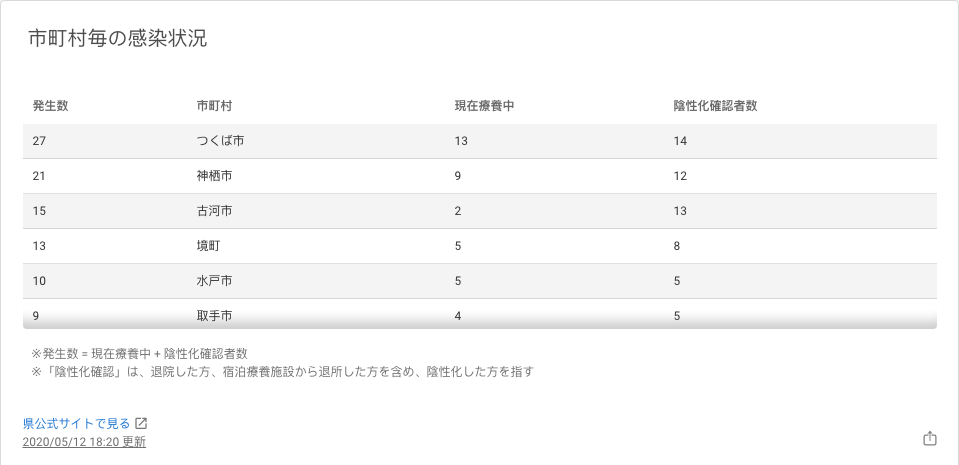 市町村毎の感染状況
発生数 市町村 現在療養中 陰性化確認者数
27 つくば市 13 14
21 神栖市 9 12
15 古河市 2 13
13 境町 5 8
10 水戸市 5 5
9 取手市 4 5
※発生数 = 現在療養中 + 陰性化確認者数
※「陰性化確認」は、退院した方、宿泊療養施設から退所した方を含め、陰性化した方を指す
県公式サイトで見る
2020/05/12 18:20 更新